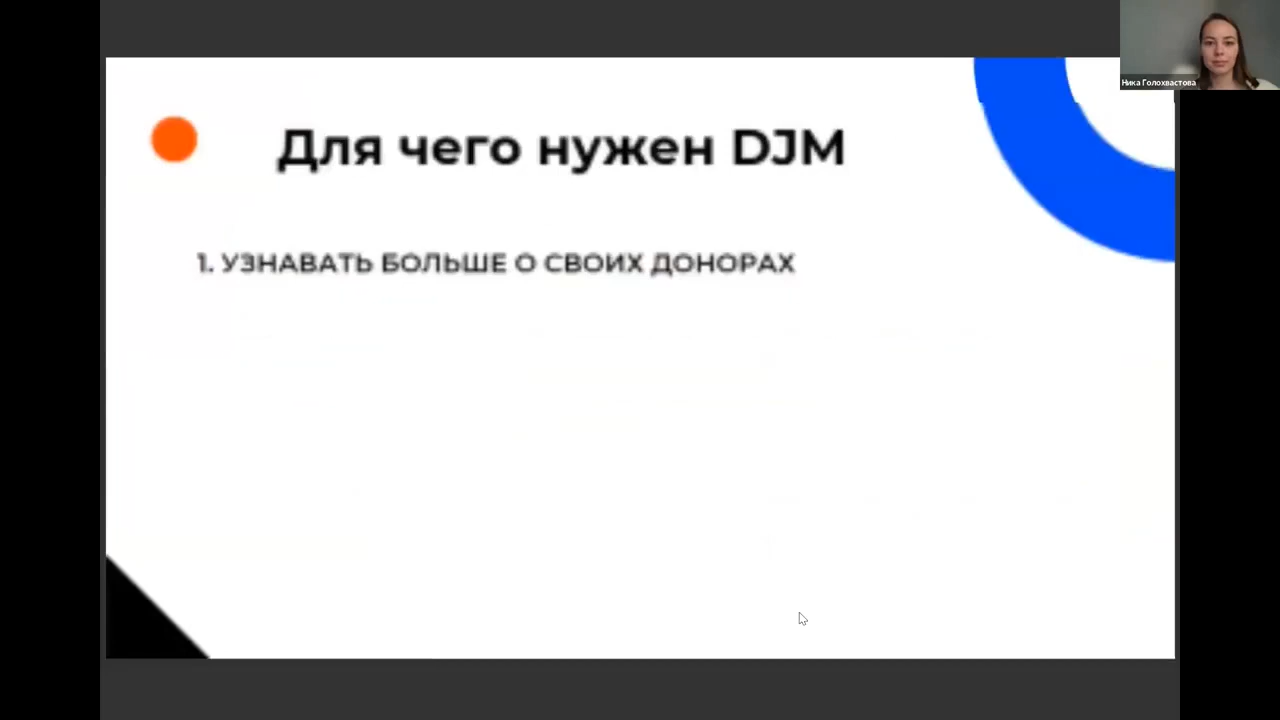 Ника Голохвастова
Для чего нужен DJM
1. УЗНАВАТЬ БОЛЬШЕ О СВОИХ ДОНОРАХ